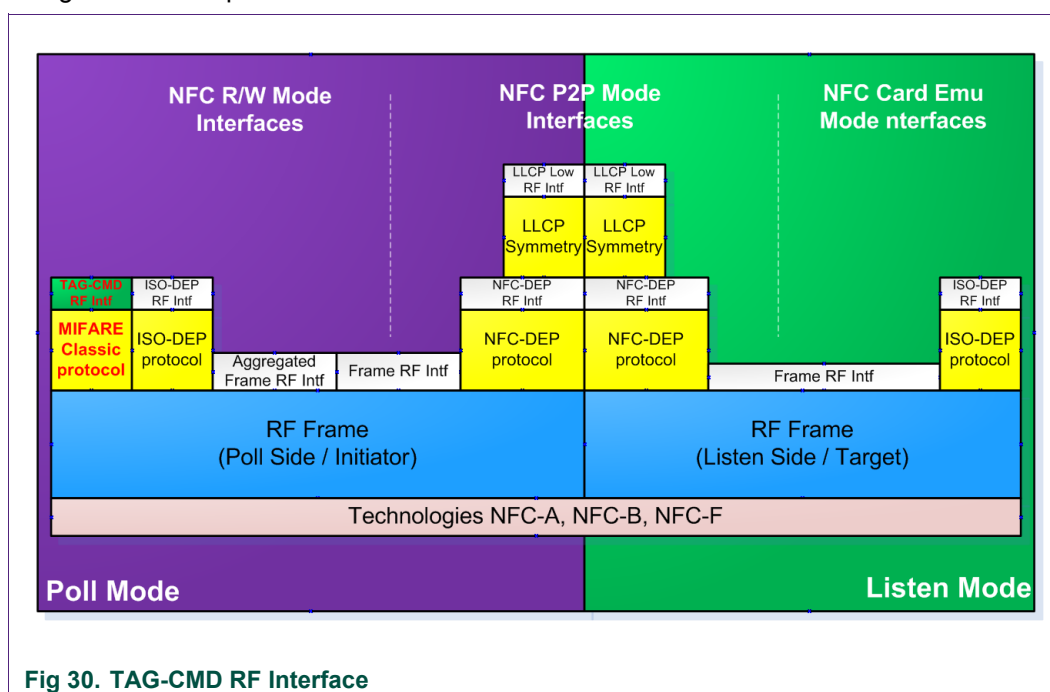 NFC R/W Mode
Interfaces
NFC P2P Mode
Interfaces
NFC Card Emu
Mode nterfaces
LLCP Low
RF Intf
LLCP Low
RF Intf
LLCP
Symmetry
LLCP
Symmetry
TAG-CMD
RF Intf
ISO-DEP
RF Intf
NFC-DEP
RF Intf
NFC-DEP
RF Intf
ISO-DEP
RF Intf
MIFARE
Classic
protocol
ISO-DEP
protocol
Aggregated
Frame RF Intf
Frame RF Intf
NFC-DEP
protocol
NFC-DEP
protocol
Frame RF Intf
ISO-DEP
protocol
RF Frame
(Poll Side / Initiator)
RF Frame
(Listen Side / Target)
Technologies NFC-A, NFC-B, NFC-F
Poll Mode
Listen Mode
Fig 30. TAG-CMD RF Interface